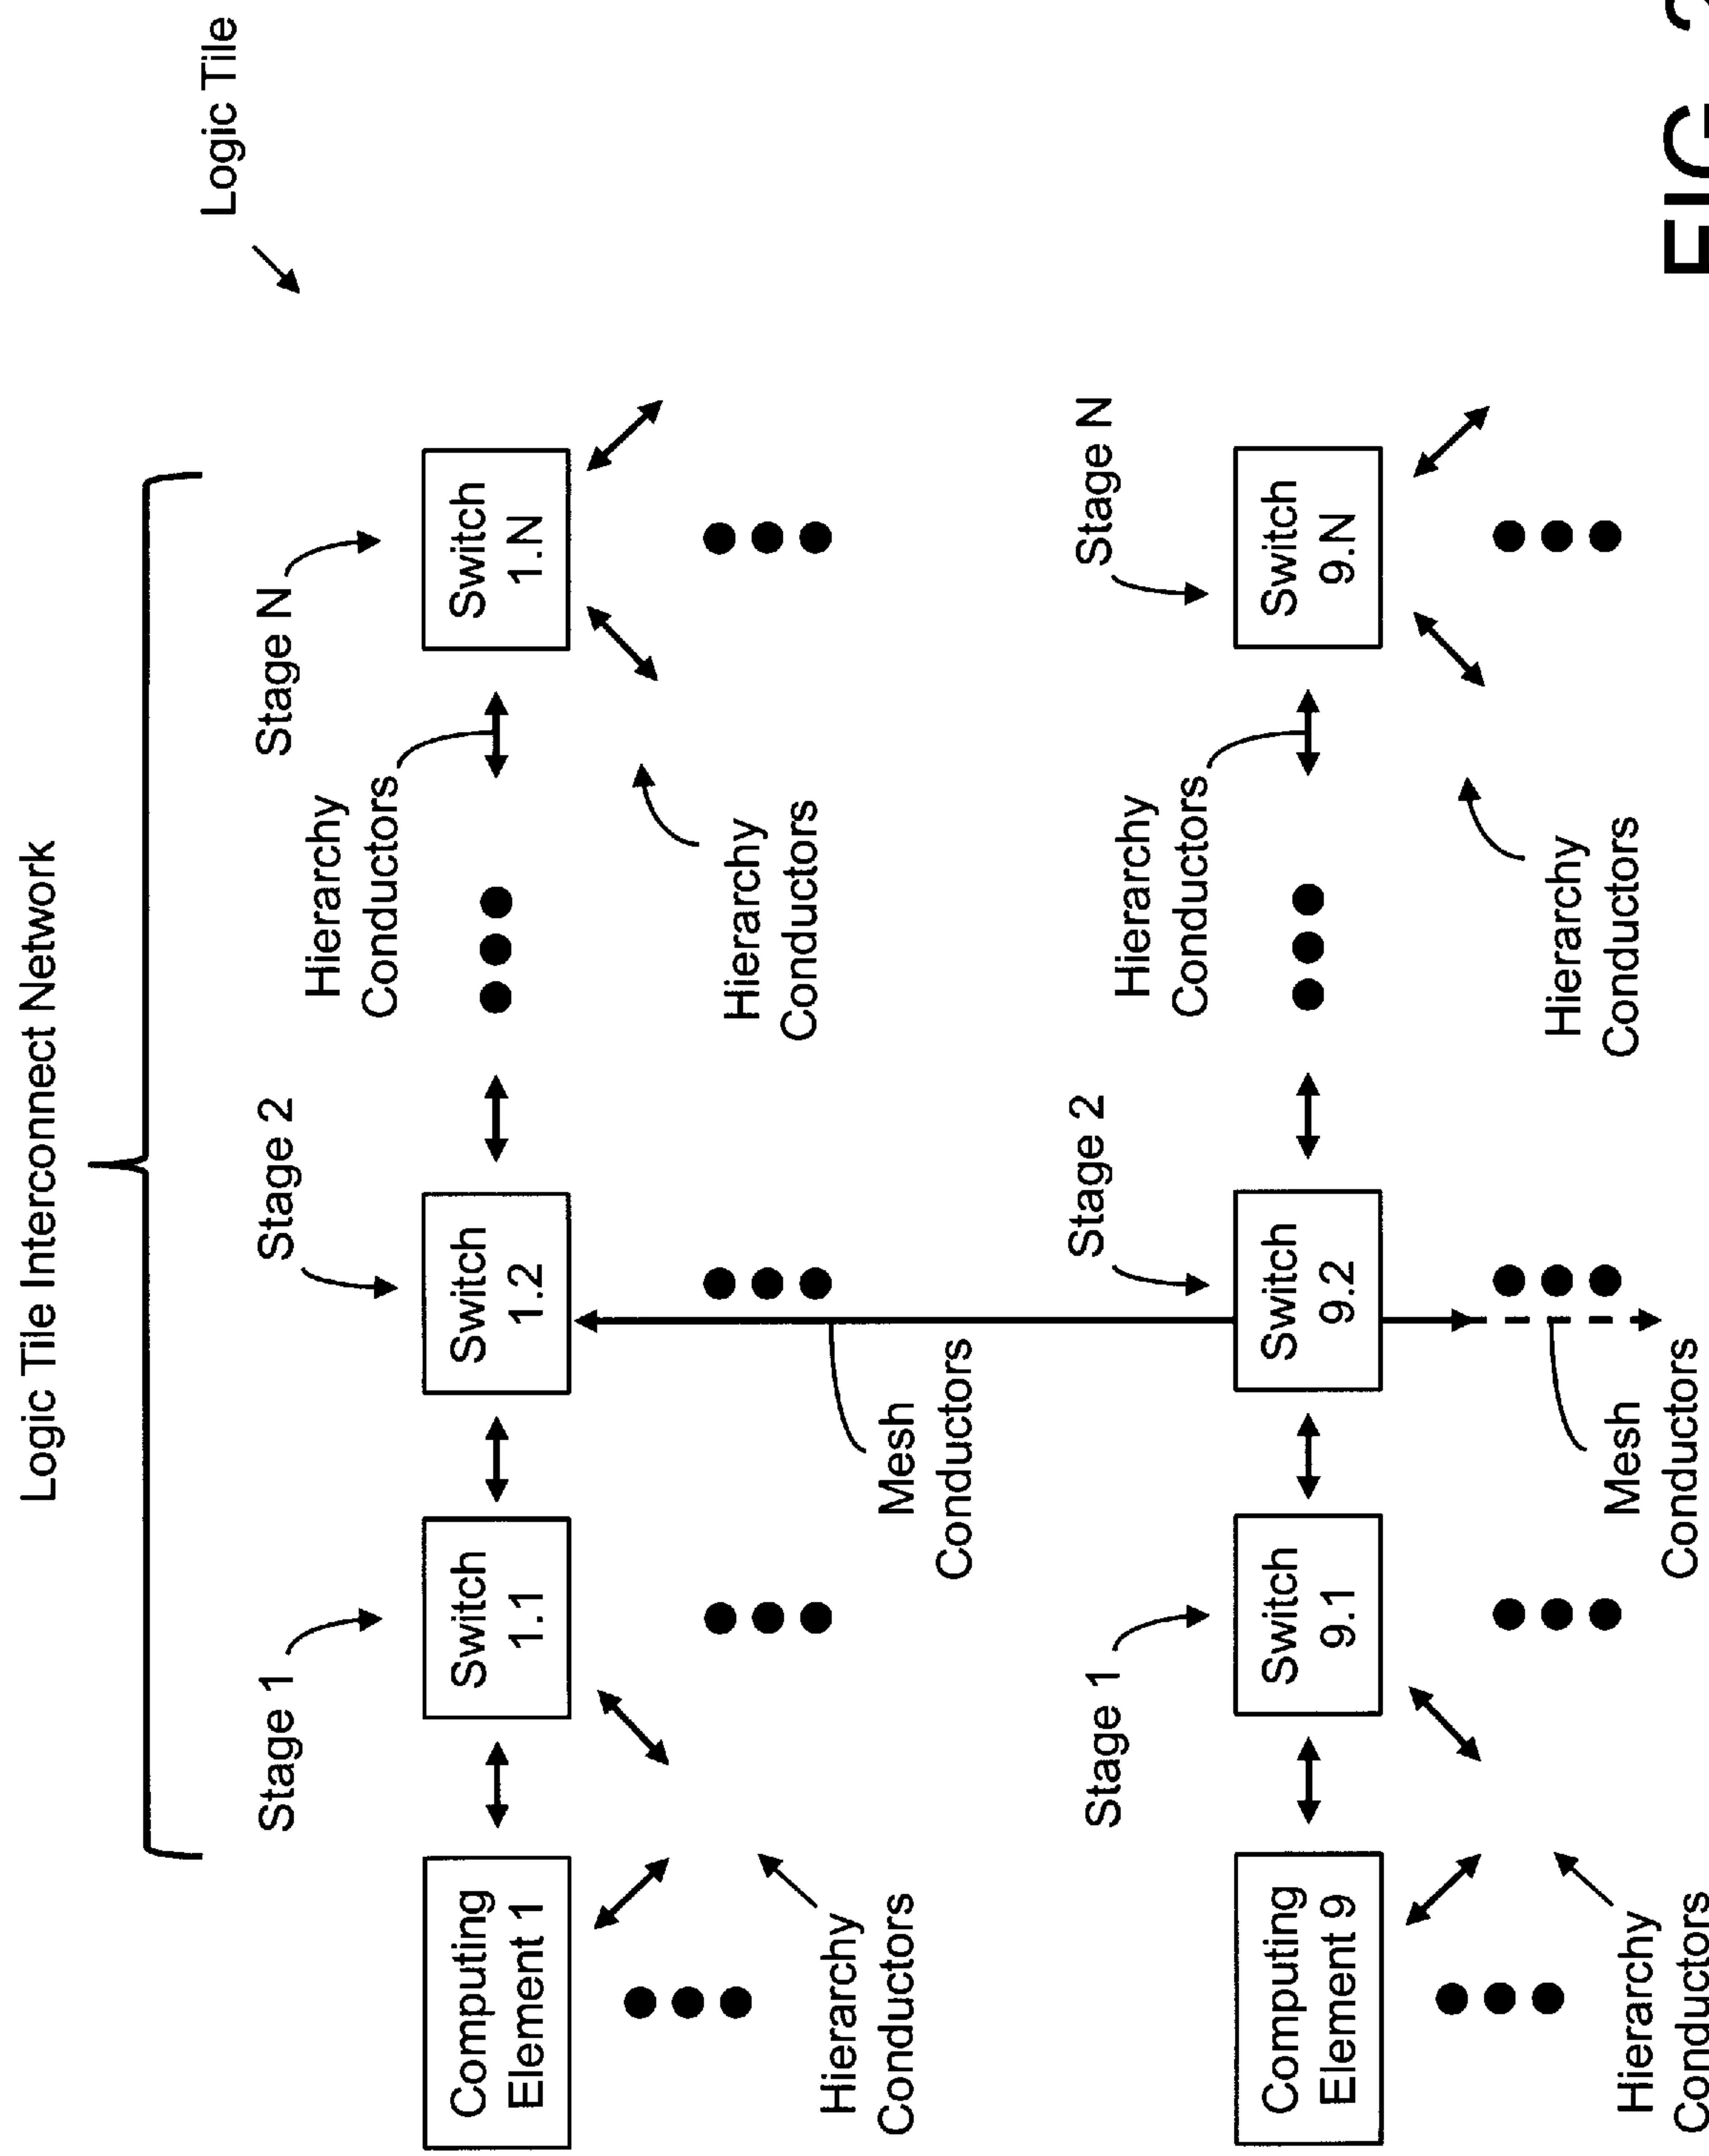 Logic Tile Interconnect Network
Logic Tile
Stage 1
Stage 2
Stage N
Hierarchy
Conductors
Computing
Element 1
Switch
1.1
Switch
1.2
Switch
1.N
Hierarchy
Conductors
Mesh
Conductors
Hierarchy
Conductors
Stage 1
Stage 2
Stage N
Hierarchy
Conductors
Computing
Element 9
Switch
9.1
Switch
9.2
Switch
9.N
Hierarchy
Conductors
Mesh
Conductors
Hierarchy
Conductors
FIG